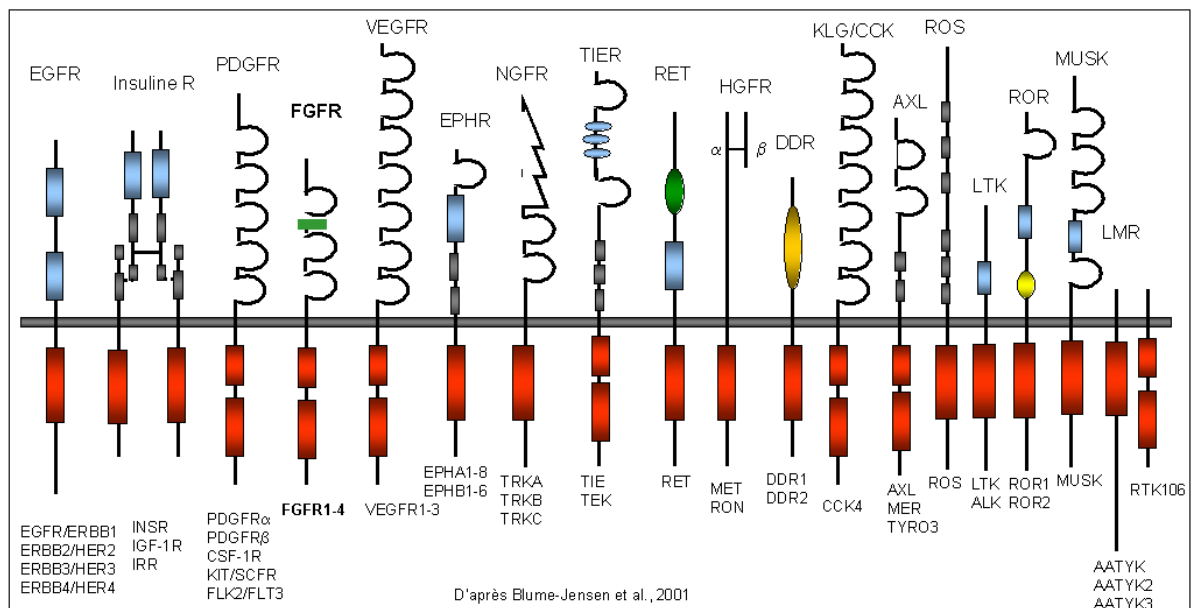 EGFR
Insuline R
PDGFR
FGFR
VEGFR
EPHR
NGFR
TIER
RET
HGFR
α
β
DDR
KLG/CCK
AXL
ROS
LTK
ROR
MUSK
LMR
EGFR/ERBB1
ERBB2/HER2
ERBB3/HER3
ERBB4/HER4
INSR
IGF-1R
IRR
PDGFRα
PDGFRβ
CSF-1R
KIT/SCFR
FLK2/FLT3
FGFR1-4
VEGFR1-3
EPHA1-8
EPHB1-6
TRKA
TRKB
TRKC
TIE
TEK
RET
MET
RON
DDR1
DDR2
CCK4
AXL
MER
TYRO3
ROS
LTK
ALK
ROR1
ROR2
MUSK
AATYK
AATYK2
AATYK3
RTK106
D'après Blume-Jensen et al., 2001